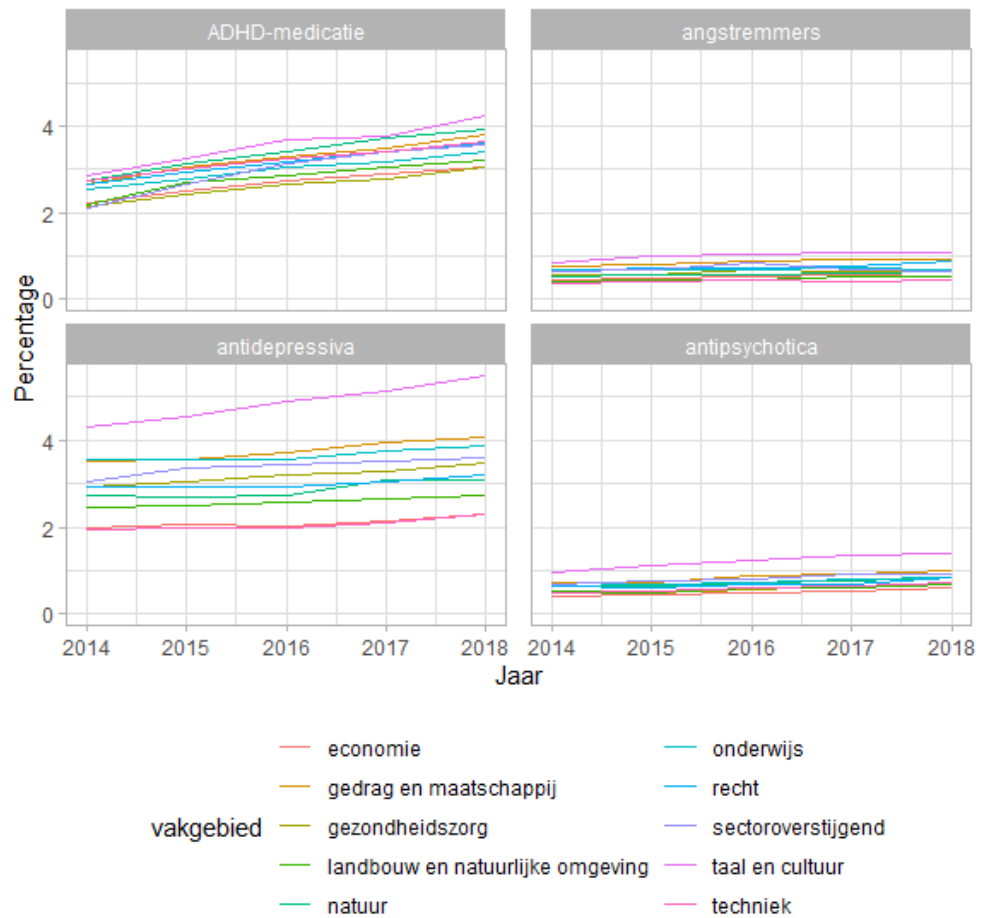 ADHD-medicatie
angstremmers
4
2
0
Percentage
antidepressiva
antipsychotica
4
2
0
2014 2015 2016 2017 2018
2014 2015 2016 2017 2018
Jaar
vakgebied
economie
gedrag en maatschappij
gezondheidszorg
landbouw en natuurlijke omgeving
natuur
onderwijs
recht
sectoroverstijgend
taal en cultuur
techniek